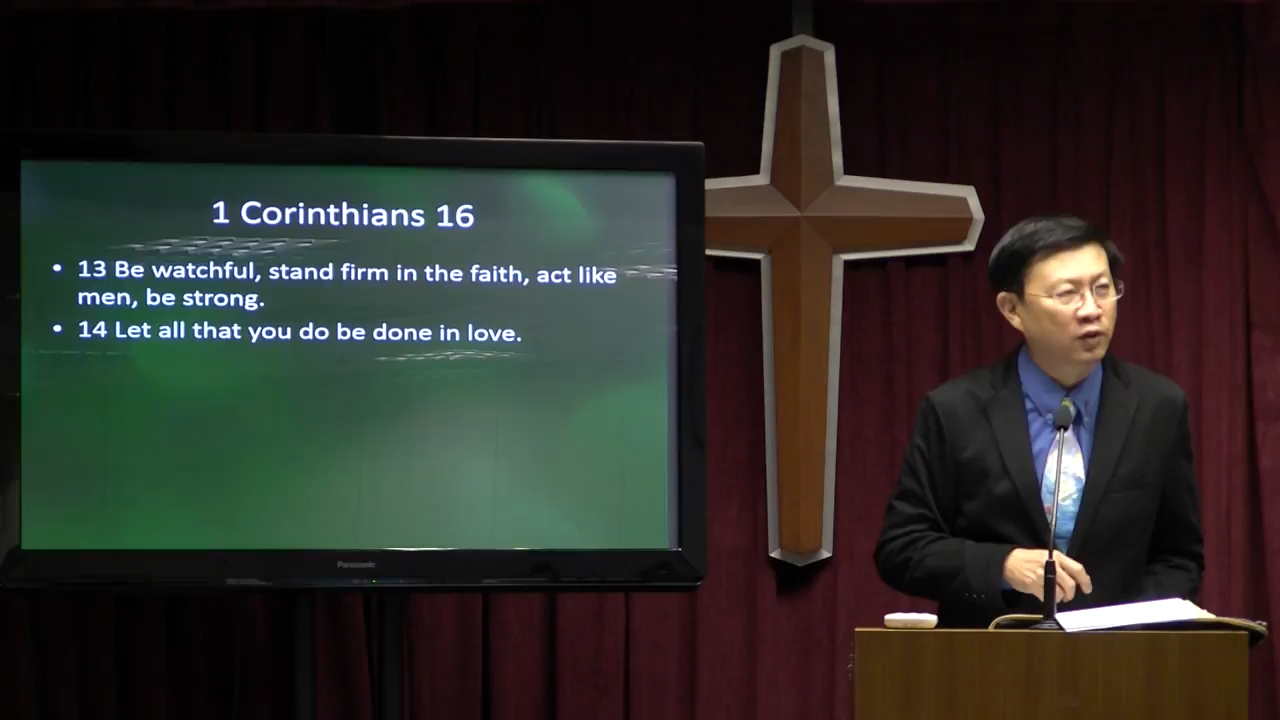 1 Corinthians 16
• 13 Be watchful, stand firm in the faith, act like
men, be strong.
• 14 Let all that you do be done in love.
Panasonic